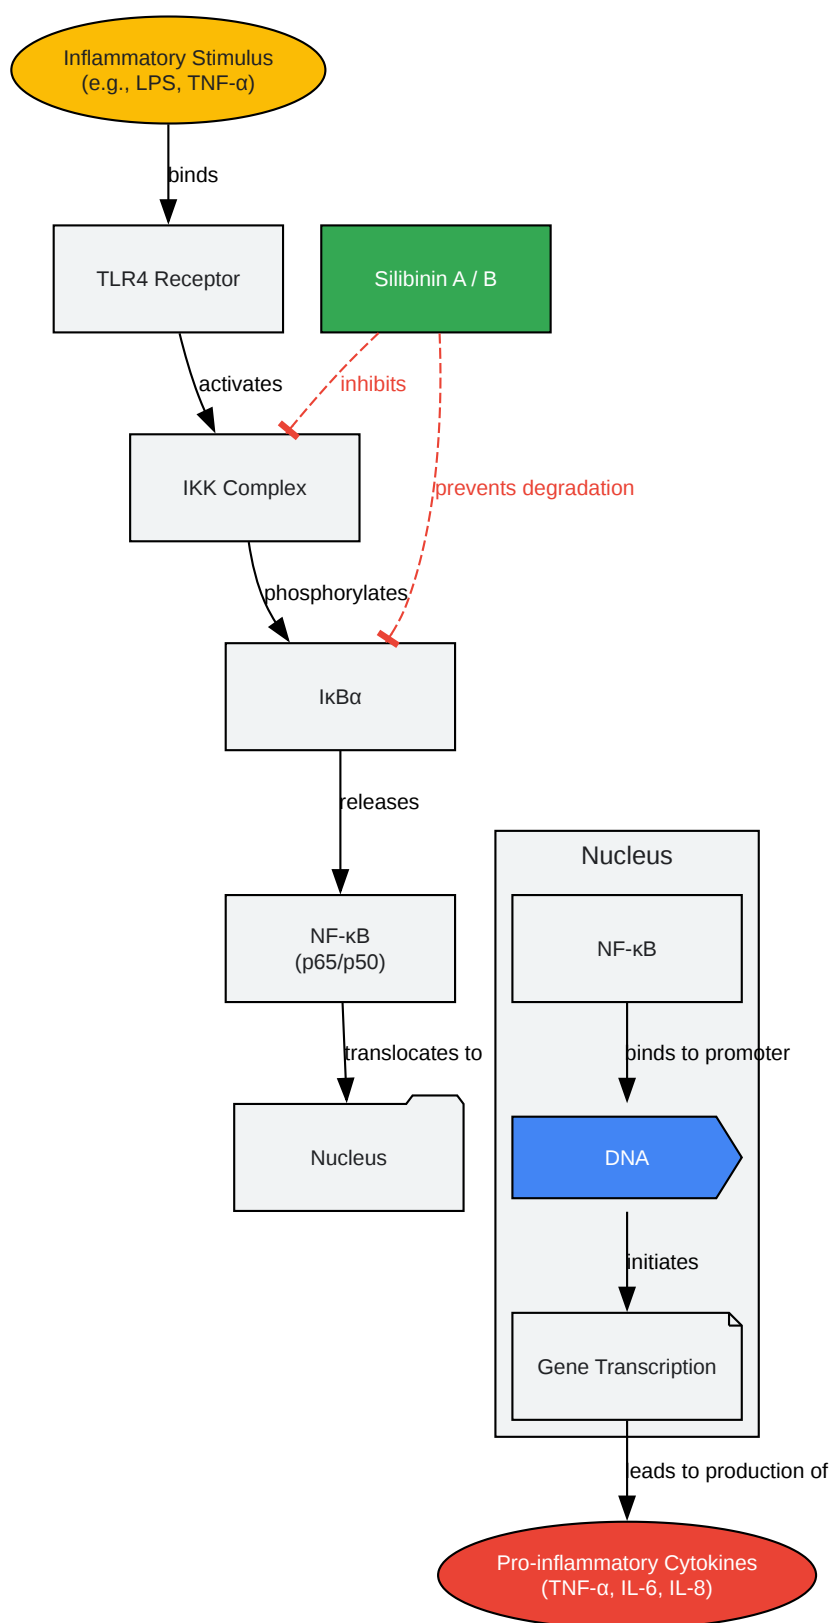 Inflammatory Stimulus
(e.g., LPS, TNF-α)
binds
TLR4 Receptor
Silibinin A / B
activates
inhibits
IKK Complex
prevents degradation
phosphorylates
IκBα
releases
Nucleus
NF-κB
(p65/p50)
NF-κB
translocates to
binds to promoter
Nucleus
DNA
initiates
Gene Transcription
leads to production of
Pro-inflammatory Cytokines
(TNF-α, IL-6, IL-8)